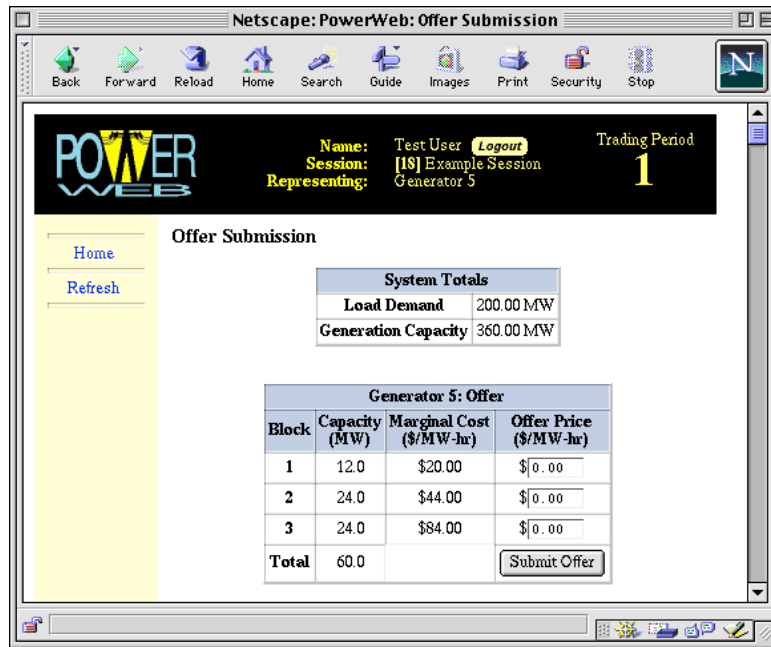 Netscape: PowerWeb: Offer Submission
Back Forward Reload Home Search Guide Images Print Security Stop
N
POWER
WEB
Name: Test User Logout
Session: [18] Example Session
Representing: Generator 5
Trading Period
1
Home
Refresh
Offer Submission
System Totals
Load Demand 200.00 MW
Generation Capacity 360.00 MW
Generator 5: Offer
Block Capacity (MW) Marginal Cost ($/MW-hr) Offer Price ($/MW-hr)
1 12.0 $20.00 $0.00
2 24.0 $44.00 $0.00
3 24.0 $84.00 $0.00
Total 60.0 Submit Offer